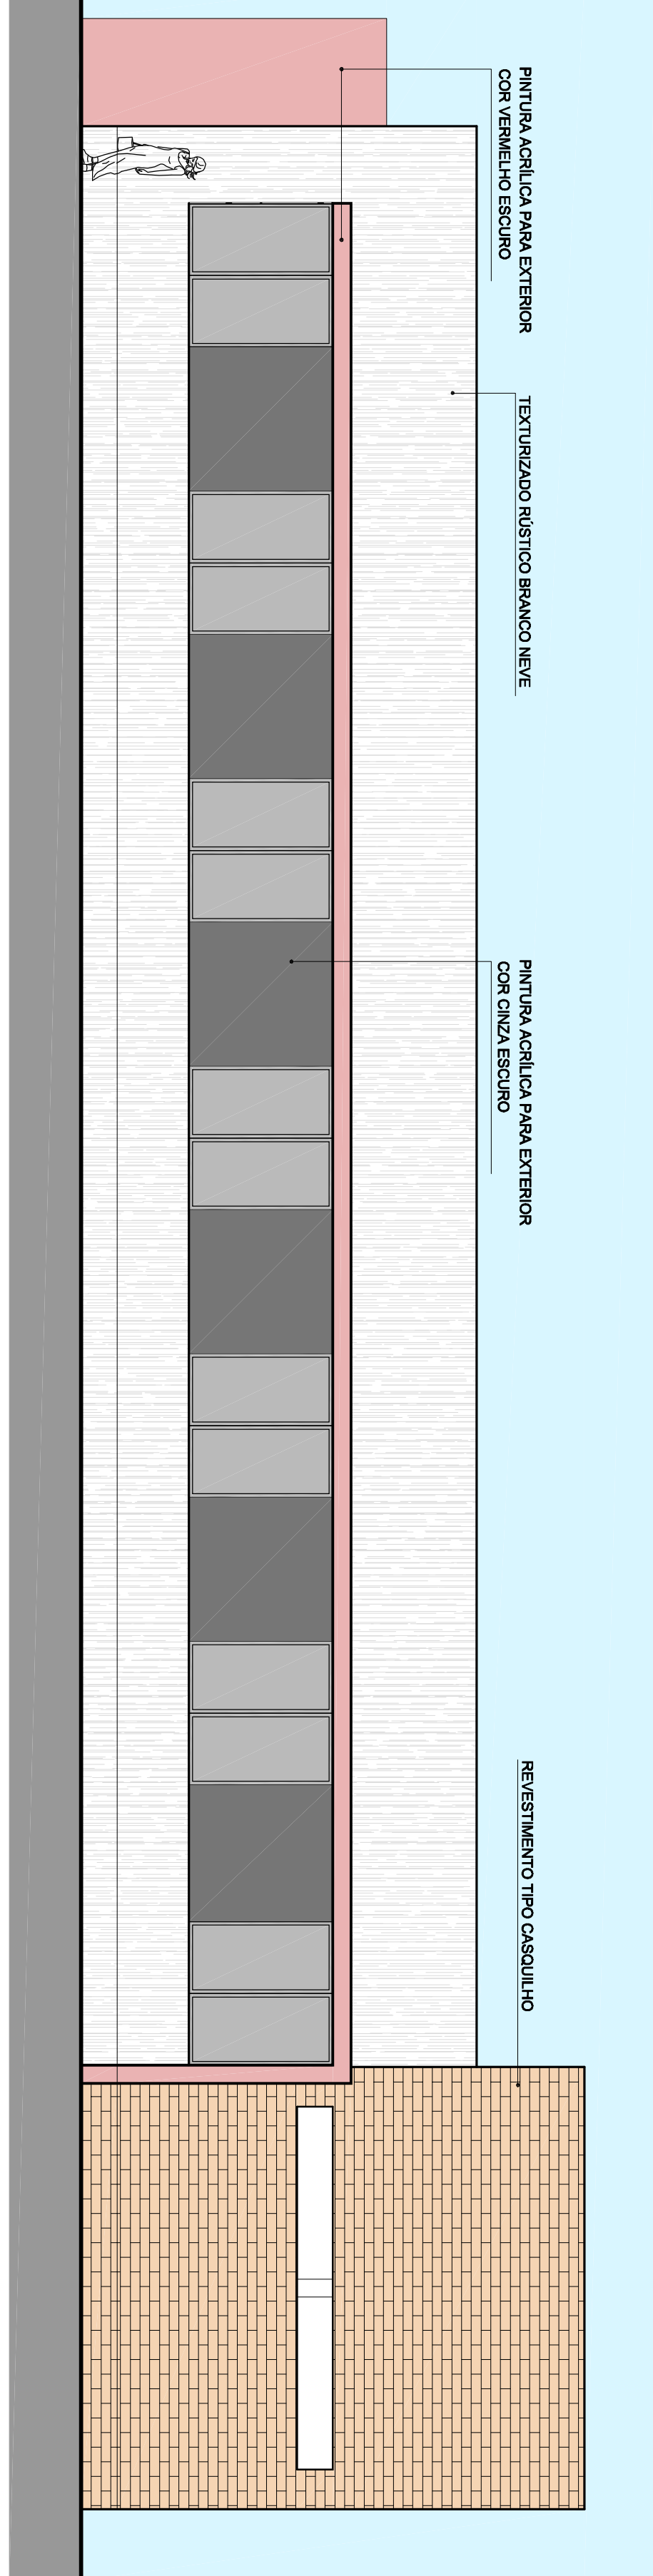 PINTURA ACRÍLICA PARA EXTERIOR
COR VERMELHO ESCURO
TEXTURIZADO RÚSTICO BRANCO NEVE
PINTURA ACRÍLICA PARA EXTERIOR
COR CINZA ESCURO
REVESTIMENTO TIPO CASQUILHO